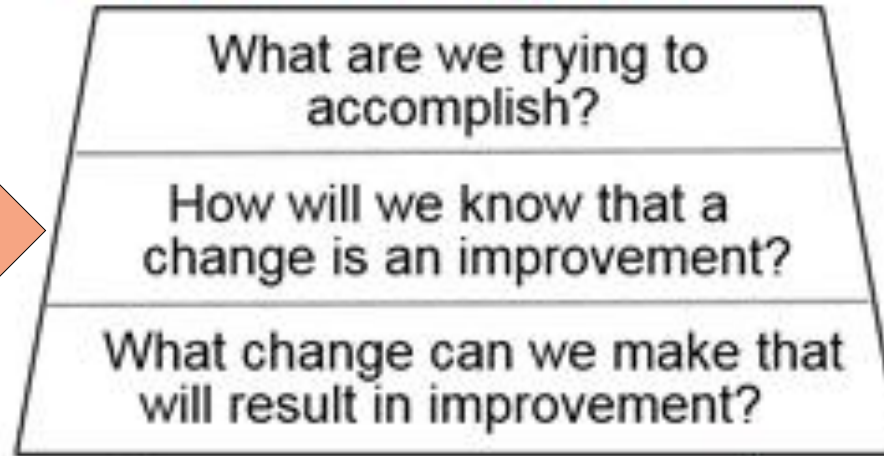 What are we trying to
accomplish?
How will we know that a
change is an improvement?
What change can we make that
will result in improvement?